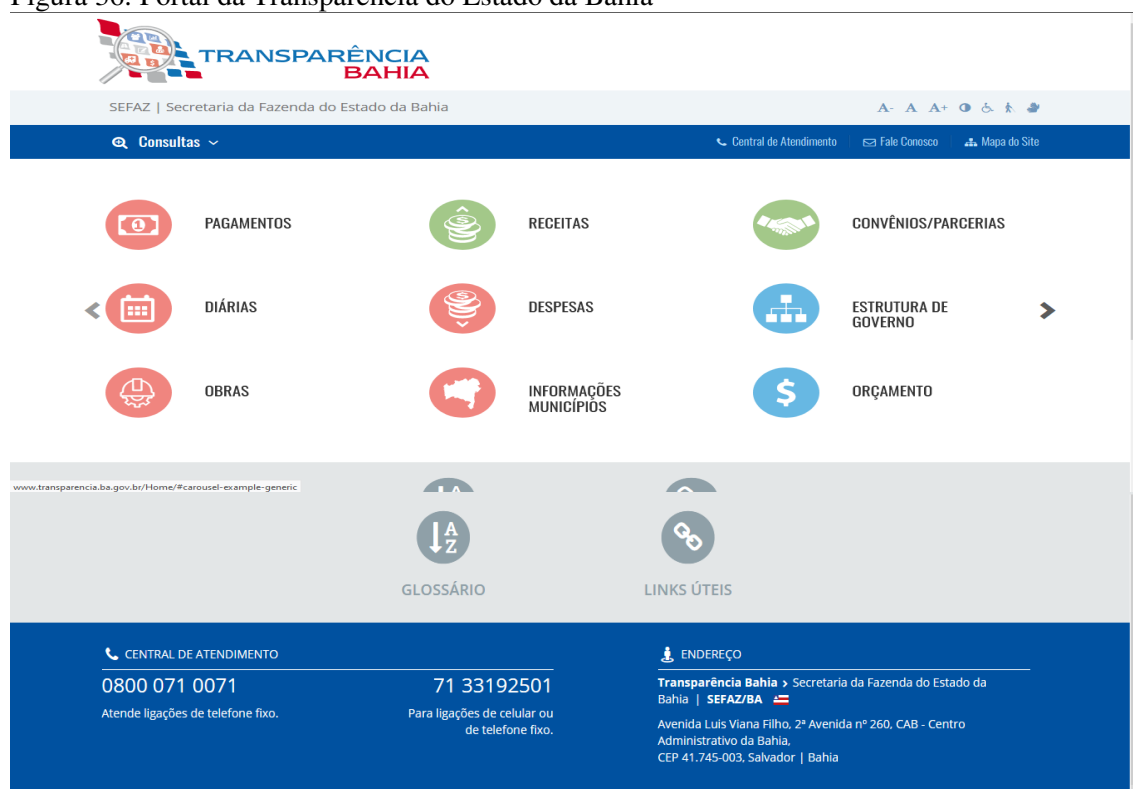 Figura 36: Portal da Transparência do Estado da Bahia
TRANSPARÊNCIA
BAHIA
SEFAZ | Secretaria da Fazenda do Estado da Bahia
A- A A+
Consultas
Central de Atendimento
Fale Conosco
Mapa do Site
PAGAMENTOS
RECEITAS
CONVÊNIOS/PARCERIAS
DIÁRIAS
DESPESAS
ESTRUTURA DE
GOVERNO
OBRAS
INFORMAÇÕES
MUNICÍPIOS
ORÇAMENTO
www.transparencia.ba.gov.br/Home/#carousel-example-generic
A
Z
GLOSSÁRIO
LINKS ÚTEIS
CENTRAL DE ATENDIMENTO
0800 071 0071
Atende ligações de telefone fixo.
71 33192501
Para ligações de celular ou
de telefone fixo.
ENDEREÇO
Transparência Bahia > Secretaria da Fazenda do Estado da
Bahia | SEFAZ/BA
Avenida Luis Viana Filho, 2ª Avenida nº 260, CAB - Centro
Administrativo da Bahia,
CEP 41.745-003, Salvador | Bahia